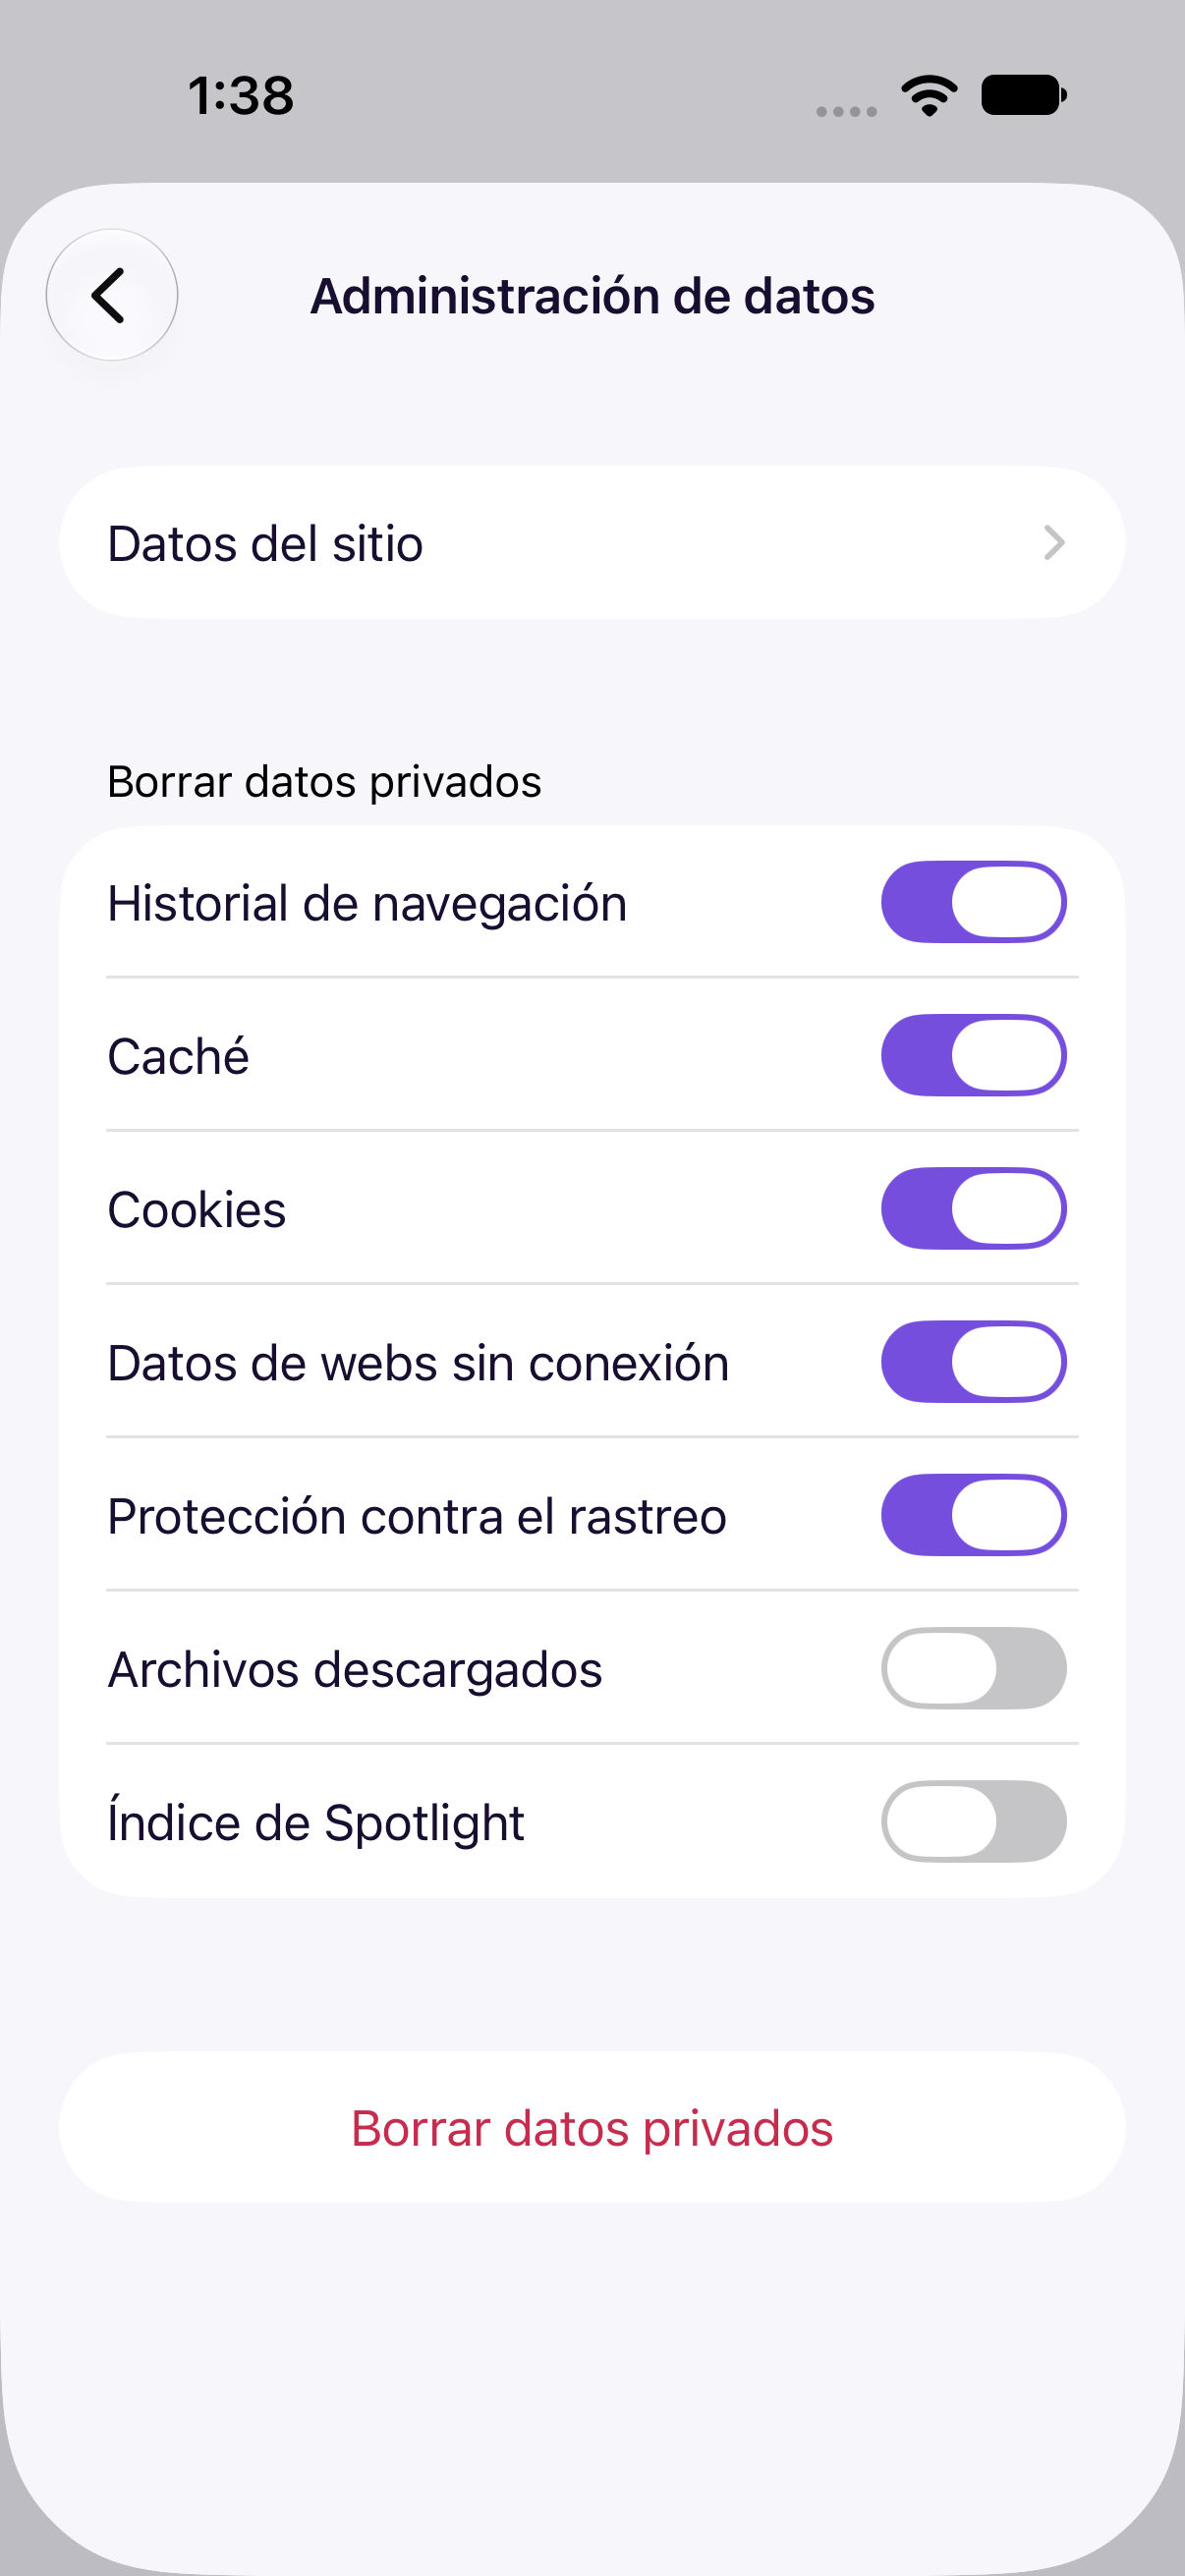 1:38
Administración de datos
Datos del sitio
Borrar datos privados
Historial de navegación
Caché
Cookies
Datos de webs sin conexión
Protección contra el rastreo
Archivos descargados
Índice de Spotlight
Borrar datos privados